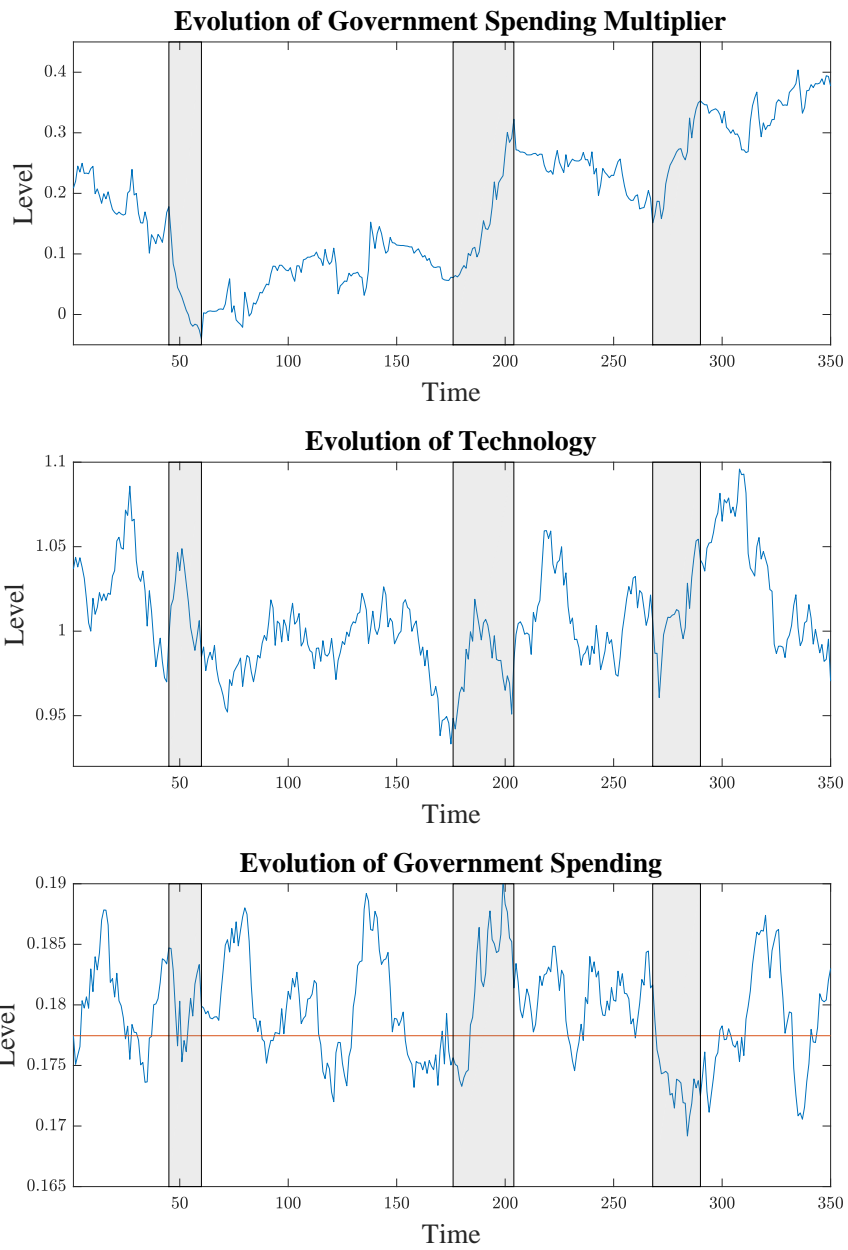 Evolution of Government Spending Multiplier
0.4
0.3
0.2
0.1
0
Level
50 100 150 200 250 300 350
Time
Evolution of Technology
1.1
1.05
1
0.95
Level
50 100 150 200 250 300 350
Time
Evolution of Government Spending
0.19
0.185
0.18
0.175
0.17
0.165
Level
50 100 150 200 250 300 350
Time